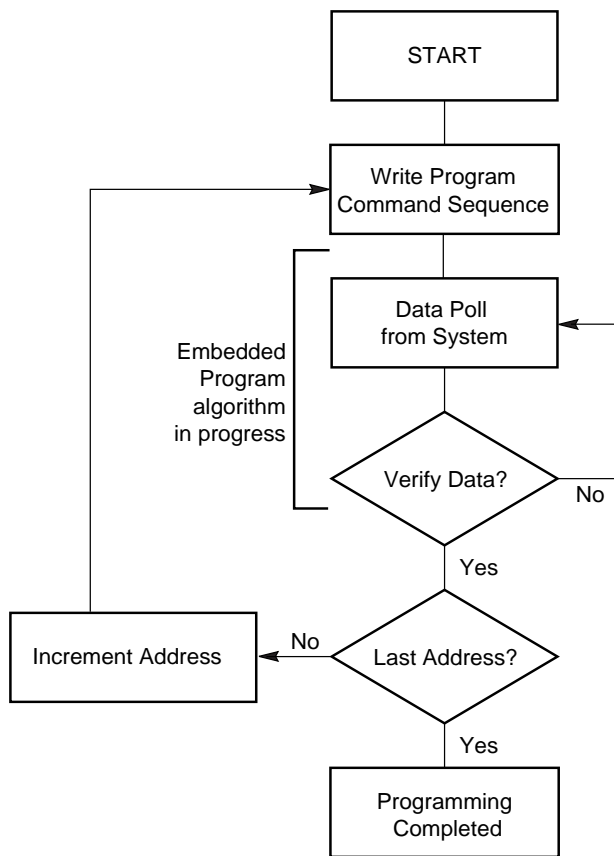 START
Write Program
Command Sequence
Data Poll
from System
Embedded
Program
algorithm
in progress
Verify Data?
No
Yes
No
Increment Address
Last Address?
Yes
Programming
Completed